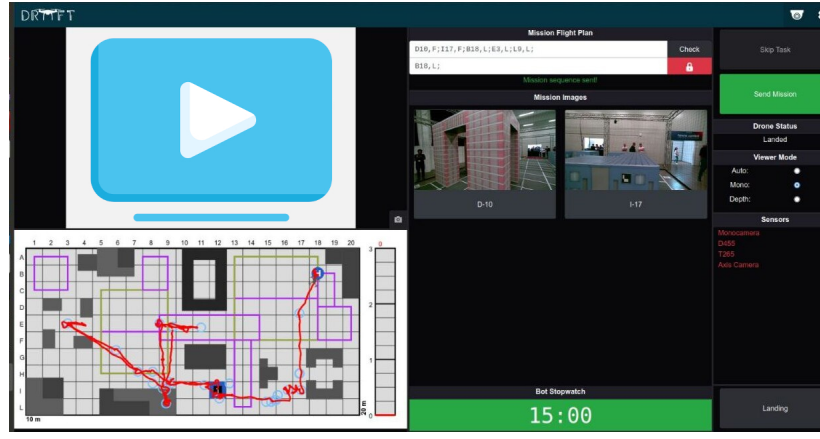 DRIFFT
Mission Flight Plan
D10,F;I17,F;B18,L;E3,L;L9,L;
Check
B18,L;
Mission sequence sent!
Mission Images
D-10
I-17
Bot Stopwatch
15:00
Skip Task
Send Mission
Drone Status
Landed
Viewer Mode
Auto:
Mono:
Depth:
Sensors
Monocamera
D455
T265
Axis Camera
Landing
1 2 3 4 5 6 7 8 9 10 11 12 13 14 15 16 17 18 19 20
A
B
C
D
E
F
G
H
I
L
10 m
20 m
0
3
2
1
0